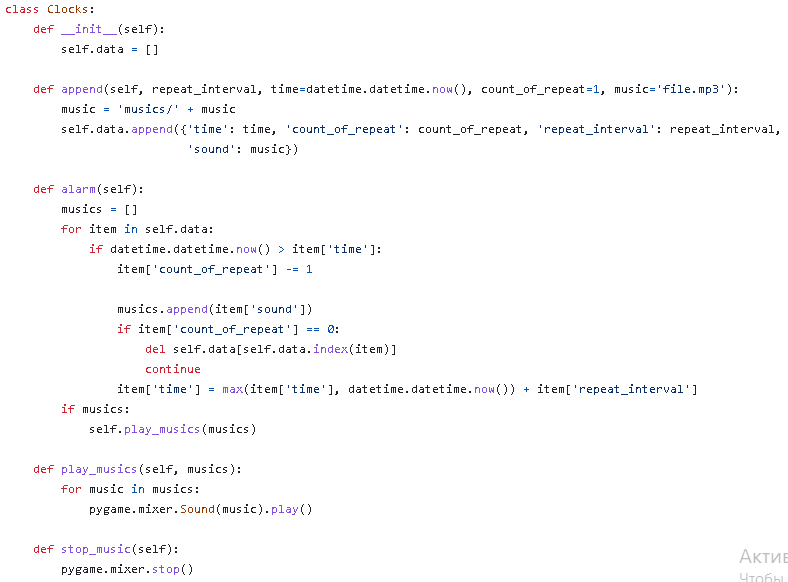 class Clocks:
    def __init__(self):
        self.data = []

    def append(self, repeat_interval, time=datetime.datetime.now(), count_of_repeat=1, music='file.mp3'):
        music = 'musics/' + music
        self.data.append({'time': time, 'count_of_repeat': count_of_repeat, 'repeat_interval': repeat_interval,
                          'sound': music})

    def alarm(self):
        musics = []
        for item in self.data:
            if datetime.datetime.now() > item['time']:
                item['count_of_repeat'] -= 1

                musics.append(item['sound'])
                if item['count_of_repeat'] == 0:
                    del self.data[self.data.index(item)]
                    continue
                item['time'] = max(item['time'], datetime.datetime.now()) + item['repeat_interval']
        if musics:
            self.play_musics(musics)

    def play_musics(self, musics):
        for music in musics:
            pygame.mixer.Sound(music).play()

    def stop_music(self):
        pygame.mixer.stop()
Актив
Чтобы